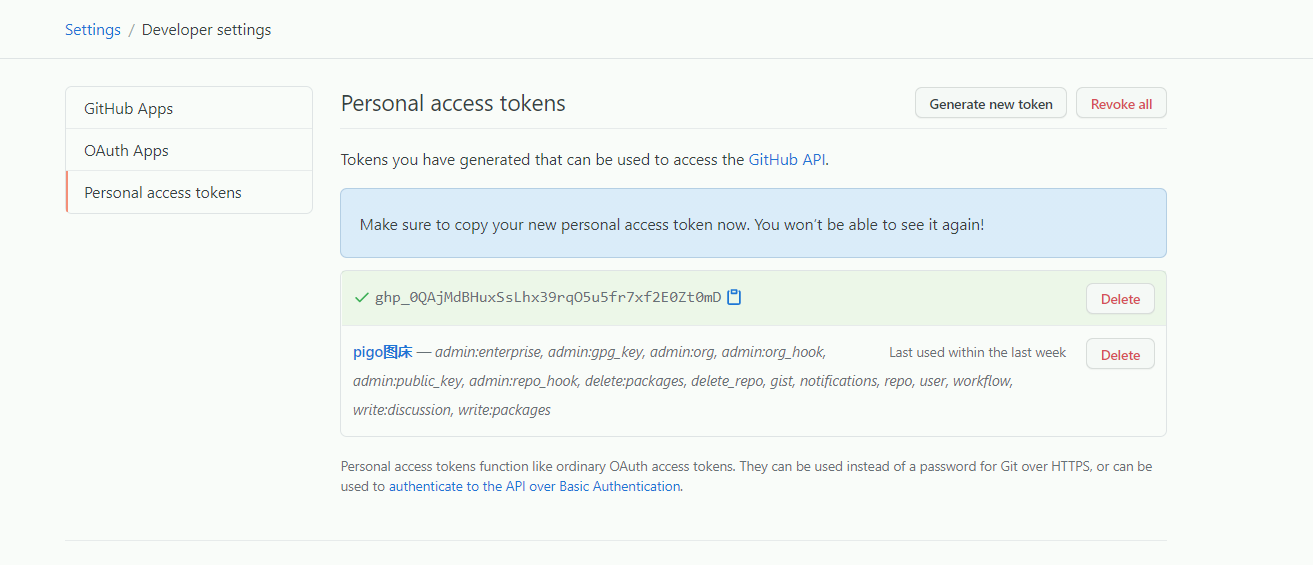 Settings / Developer settings
GitHub Apps
OAuth Apps
Personal access tokens
Personal access tokens
Generate new token
Revoke all
Tokens you have generated that can be used to access the GitHub API.
Make sure to copy your new personal access token now. You won't be able to see it again!
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
Delete
pigo图床 — admin:enterprise, admin:gpg_key, admin:org, admin:org_hook,
Last used within the last week
Delete
admin:public_key, admin:repo_hook, delete:packages, delete_repo, gist, notifications, repo, user, workflow,
write:discussion, write:packages
Personal access tokens function like ordinary OAuth access tokens. They can be used instead of a password for Git over HTTPS, or can be
used to authenticate to the API over Basic Authentication.